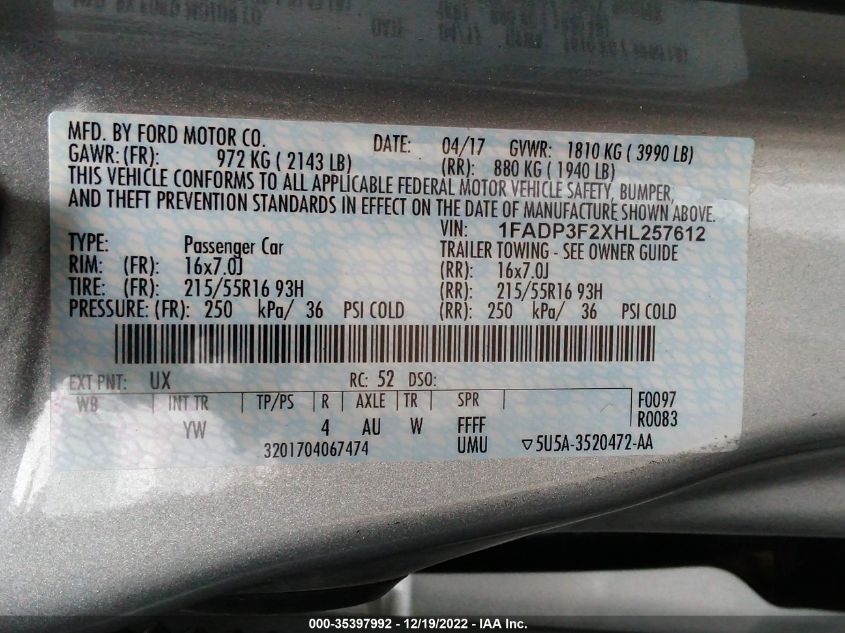 MFD. BY FORD MOTOR CO. DATE: 04/17 GVWR: 1810 KG ( 3990 LB)
GAWR: (FR): 972 KG ( 2143 LB) (RR): 880 KG ( 1940 LB)
THIS VEHICLE CONFORMS TO ALL APPLICABLE FEDERAL MOTOR VEHICLE SAFETY, BUMPER,
AND THEFT PREVENTION STANDARDS IN EFFECT ON THE DATE OF MANUFACTURE SHOWN ABOVE.
VIN: 1FADP3F2XHL257612
TYPE: Passenger Car TRAILER TOWING - SEE OWNER GUIDE
RIM: (FR): 16x7.0J (RR): 16x7.0J
TIRE: (FR): 215/55R16 93H (RR): 215/55R16 93H
PRESSURE: (FR): 250 kPa/ 36 PSI COLD (RR): 250 kPa/ 36 PSI COLD
EXT PNT: UX RC: 52 DSO:
WB INT TR TP/PS R AXLE TR SPR F0097
YW 4 AU W FFFF R0083
3201704067474 UMU ▽5U5A-3520472-AA
000-35397992 - 12/19/2022 - IAA Inc.